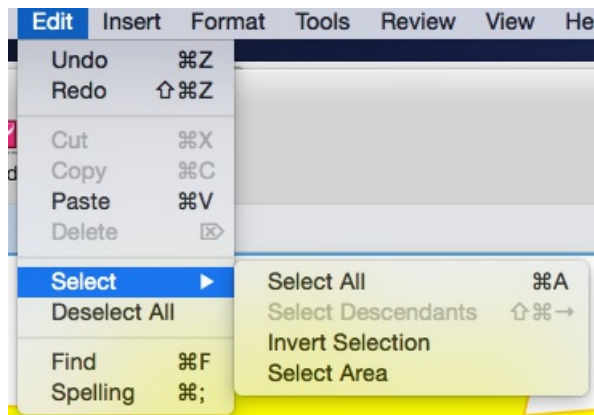 Edit Insert Format Tools Review View He
Undo ⌘Z
Redo ⇧⌘Z
Cut ⌘X
Copy ⌘C
d
Paste ⌘V
Delete ⌦
Select ▶
Select All ⌘A
Deselect All
Select Descendants ⇧⌘→
Invert Selection
Find ⌘F
Select Area
Spelling ⌘;